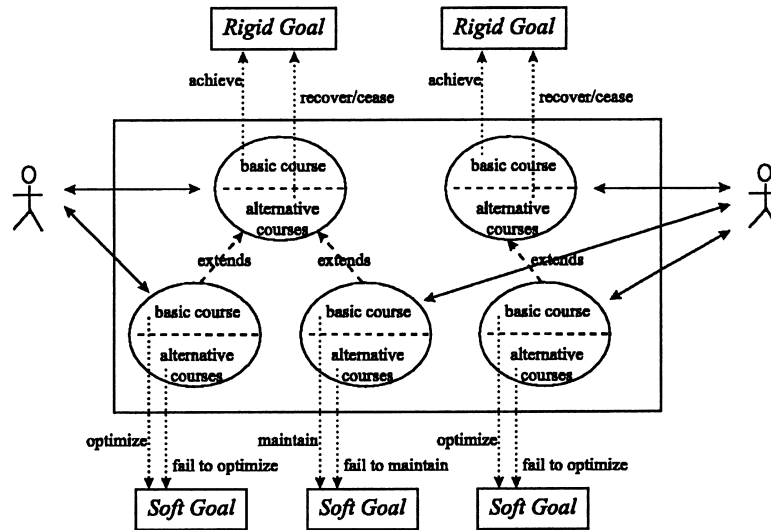 Rigid Goal
Rigid Goal
achieve
recover/cease
achieve
recover/cease
basic course
alternative
courses
basic course
alternative
courses
extends
extends
extends
basic course
alternative
courses
basic course
alternative
courses
basic course
alternative
courses
optimize
fail to optimize
maintain
fail to maintain
optimize
fail to optimize
Soft Goal
Soft Goal
Soft Goal